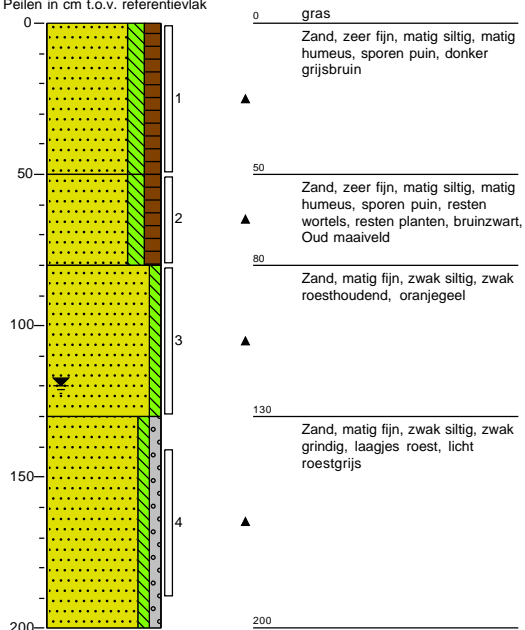 Peilen in cm t.o.v. referentievlak
0
50
100
150
200
1
2
3
4
0
gras
Zand, zeer fijn, matig siltig, matig
humeus, sporen puin, donker
grijsbruin
50
Zand, zeer fijn, matig siltig, matig
humeus, sporen puin, resten
wortels, resten planten, bruinzwart,
Oud maaiveld
80
Zand, matig fijn, zwak siltig, zwak
roesthoudend, oranjegeel
130
Zand, matig fijn, zwak siltig, zwak
grindig, laagjes roest, licht
roestgrijs
200